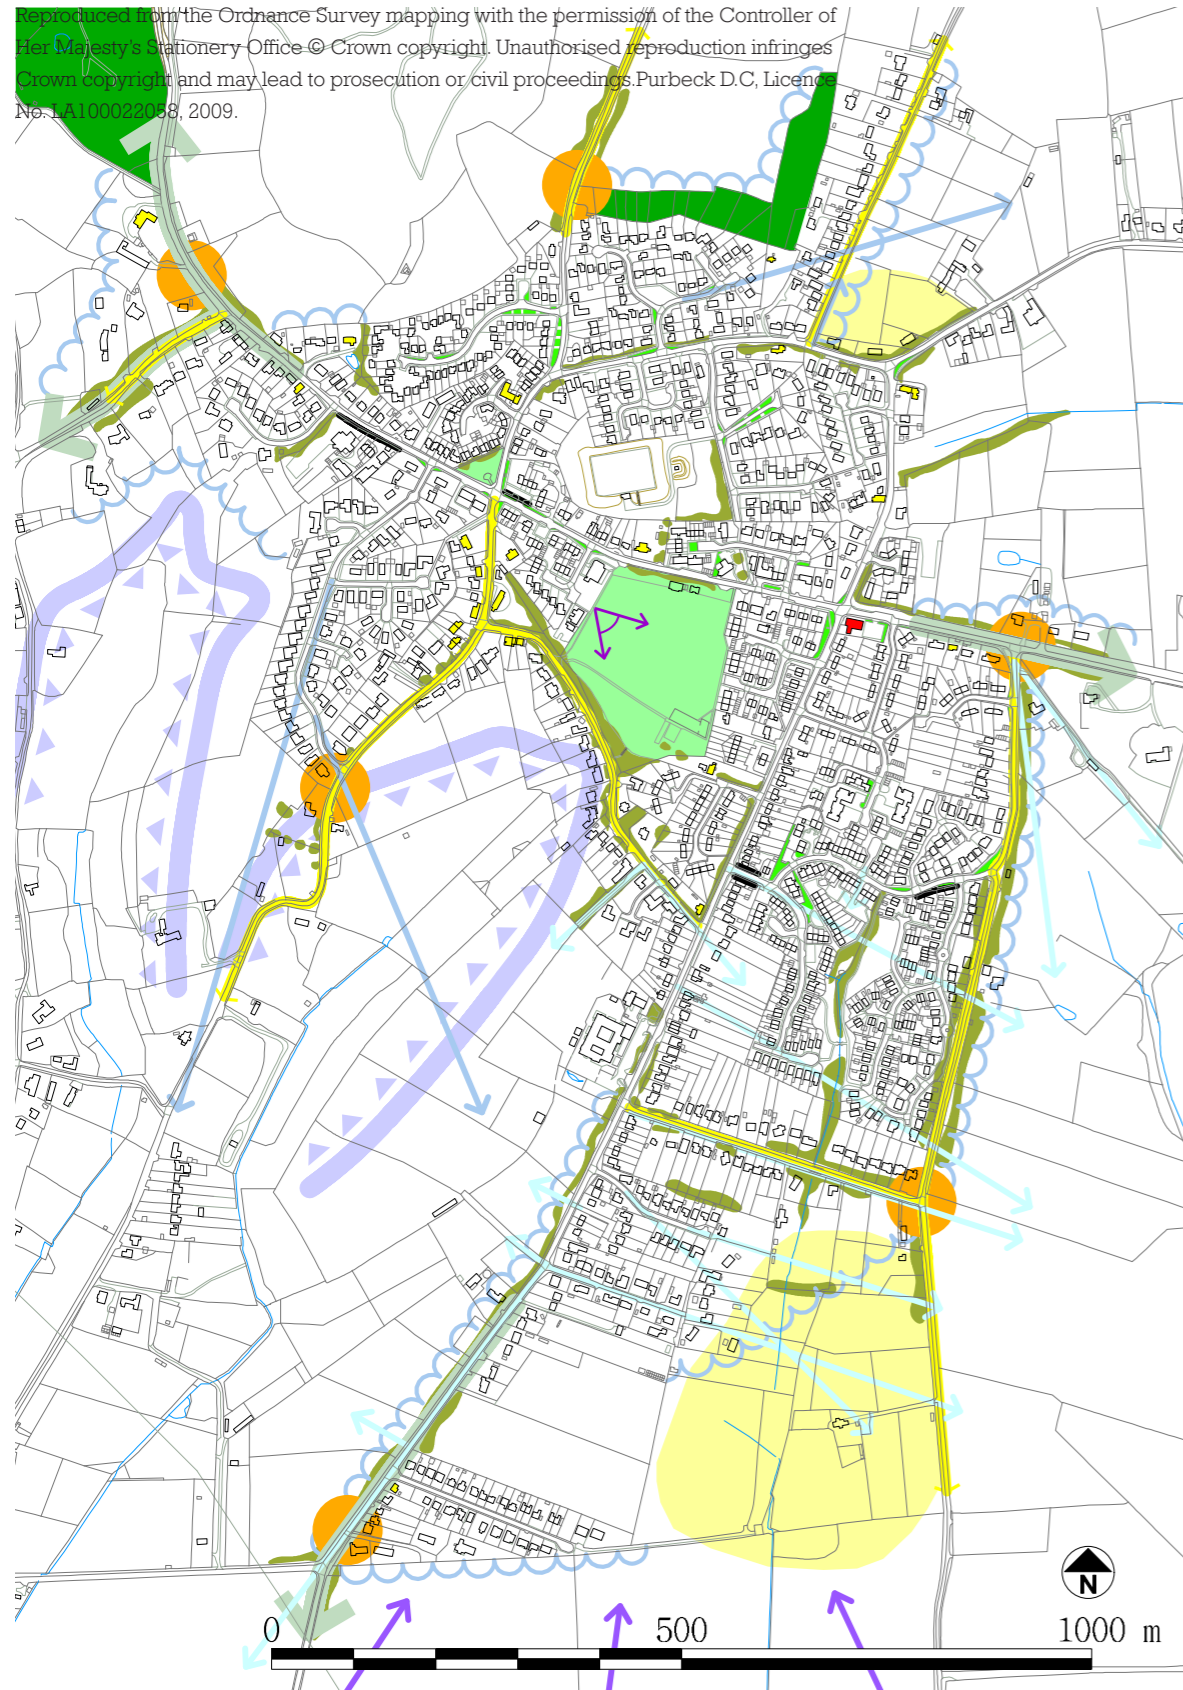 Reproduced from the Ordnance Survey mapping with the permission of the Controller of
Her Majesty's Stationery Office © Crown copyright. Unauthorised reproduction infringes
Crown copyright and may lead to prosecution or civil proceedings.Purbeck D.C, Licence
No. LA100022058, 2009.
N
0 500 1000 m